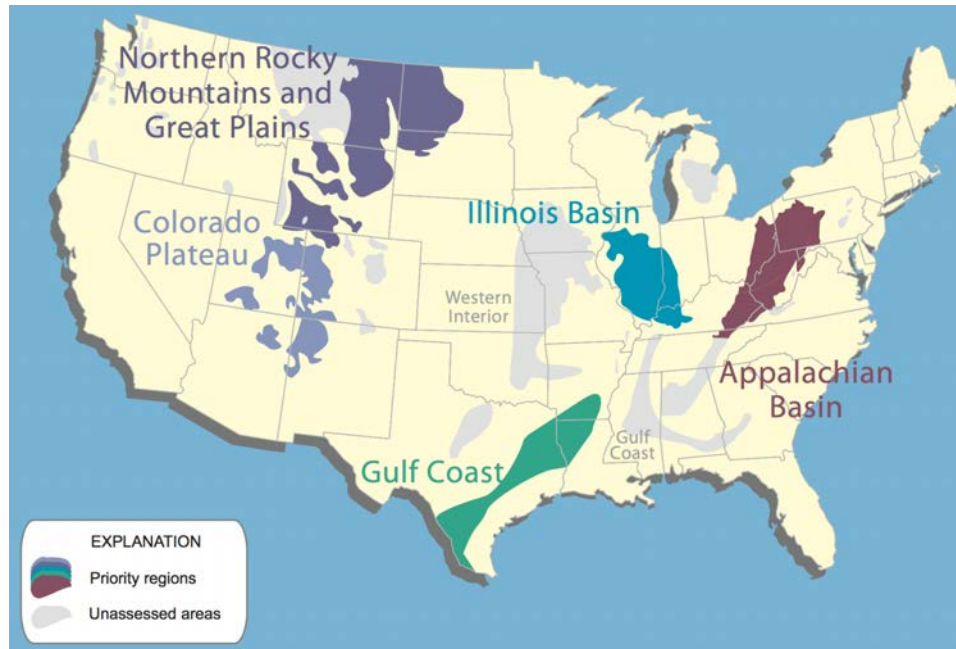 Northern Rocky
Mountains and
Great Plains
Colorado
Plateau
Illinois Basin
Western
Interior
Appalachian
Basin
Gulf
Coast
Gulf Coast
EXPLANATION
Priority regions
Unassessed areas